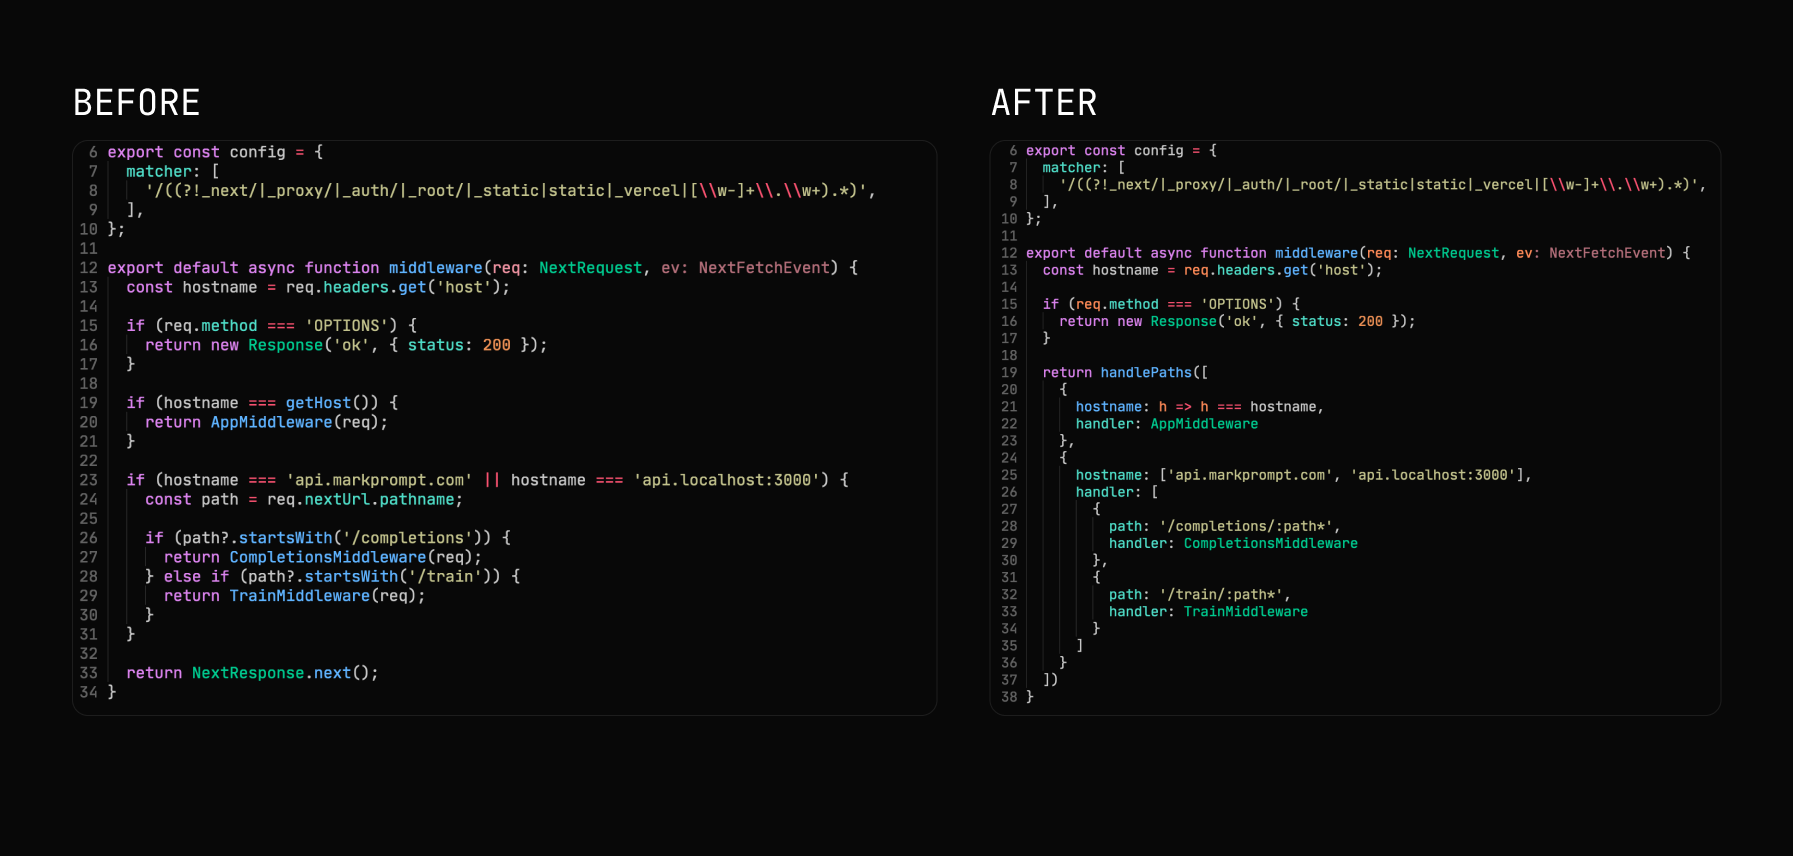 BEFORE
6 export const config = {
7   matcher: [
8     '/((?!_next/|_proxy/|_auth/|_root/|_static|static|_vercel|[\\w-]+\\.\\w+).*)',
9   ],
10 };
11
12 export default async function middleware(req: NextRequest, ev: NextFetchEvent) {
13   const hostname = req.headers.get('host');
14
15   if (req.method === 'OPTIONS') {
16     return new Response('ok', { status: 200 });
17   }
18
19   if (hostname === getHost()) {
20     return AppMiddleware(req);
21   }
22
23   if (hostname === 'api.markprompt.com' || hostname === 'api.localhost:3000') {
24     const path = req.nextUrl.pathname;
25
26     if (path?.startsWith('/completions')) {
27       return CompletionsMiddleware(req);
28     } else if (path?.startsWith('/train')) {
29       return TrainMiddleware(req);
30     }
31   }
32
33   return NextResponse.next();
34 }
AFTER
6 export const config = {
7   matcher: [
8     '/((?!_next/|_proxy/|_auth/|_root/|_static|static|_vercel|[\\w-]+\\.\\w+).*)',
9   ],
10 };
11
12 export default async function middleware(req: NextRequest, ev: NextFetchEvent) {
13   const hostname = req.headers.get('host');
14
15   if (req.method === 'OPTIONS') {
16     return new Response('ok', { status: 200 });
17   }
18
19   return handlePaths([
20     {
21       hostname: h => h === hostname,
22       handler: AppMiddleware
23     },
24     {
25       hostname: ['api.markprompt.com', 'api.localhost:3000'],
26       handler: [
27         {
28           path: '/completions/:path*',
29           handler: CompletionsMiddleware
30         },
31         {
32           path: '/train/:path*',
33           handler: TrainMiddleware
34         }
35       ]
36     }
37   ])
38 }